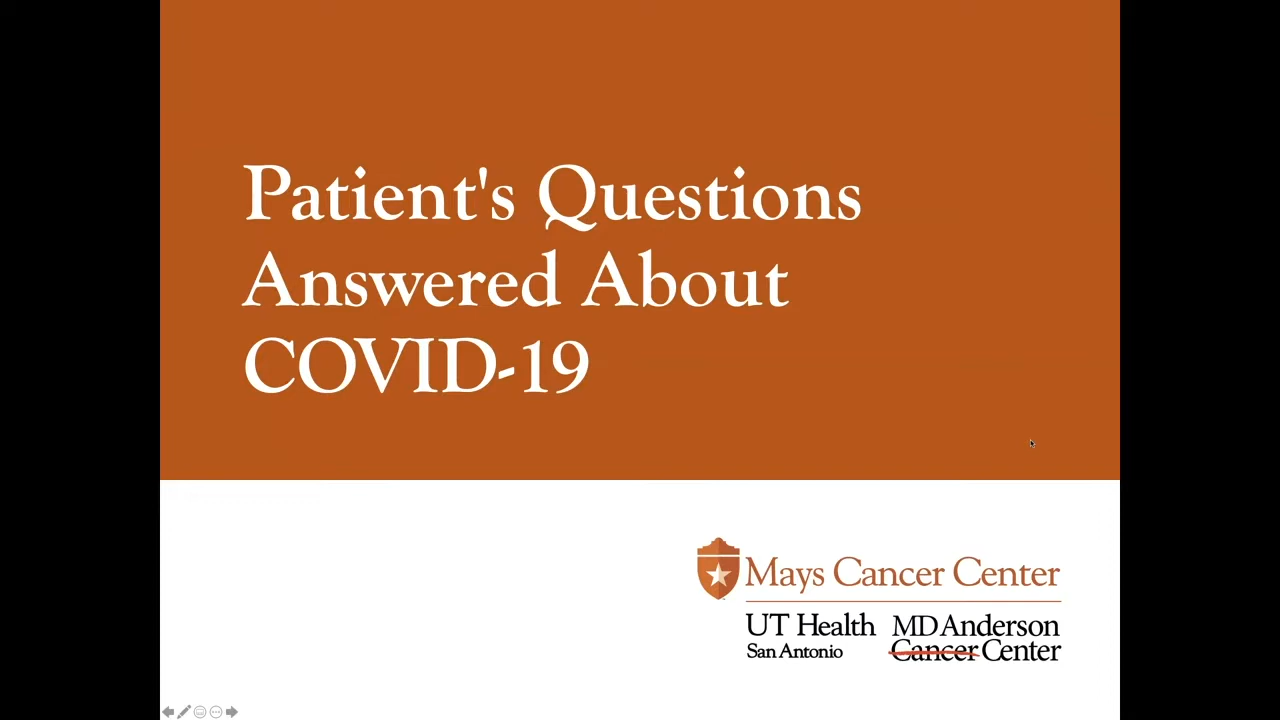 Patient's Questions
Answered About
COVID-19
Mays Cancer Center
UT Health
San Antonio
MD Anderson
Cancer Center